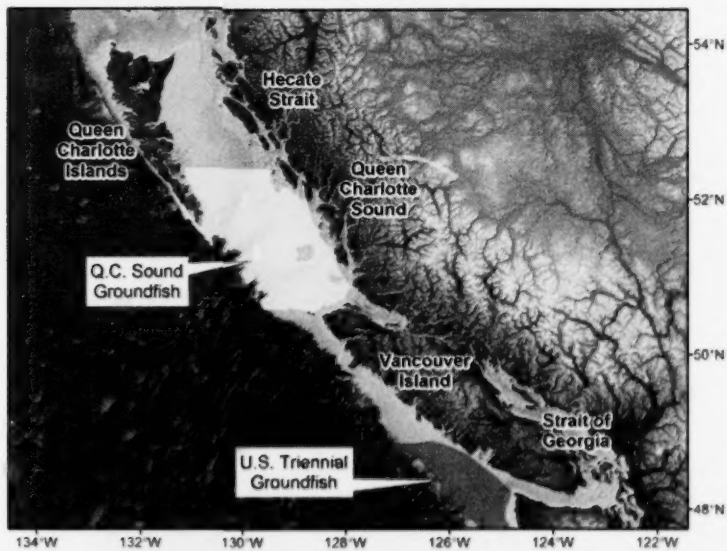 54°N
Hecate
Strait
Queen
Charlotte
Islands
Queen
Charlotte
Sound
52°N
Q.C. Sound
Groundfish
50°N
Vancouver
Island
Strait of
Georgia
U.S. Triennial
Groundfish
48°N
134°W 132°W 130°W 128°W 126°W 124°W 122°W